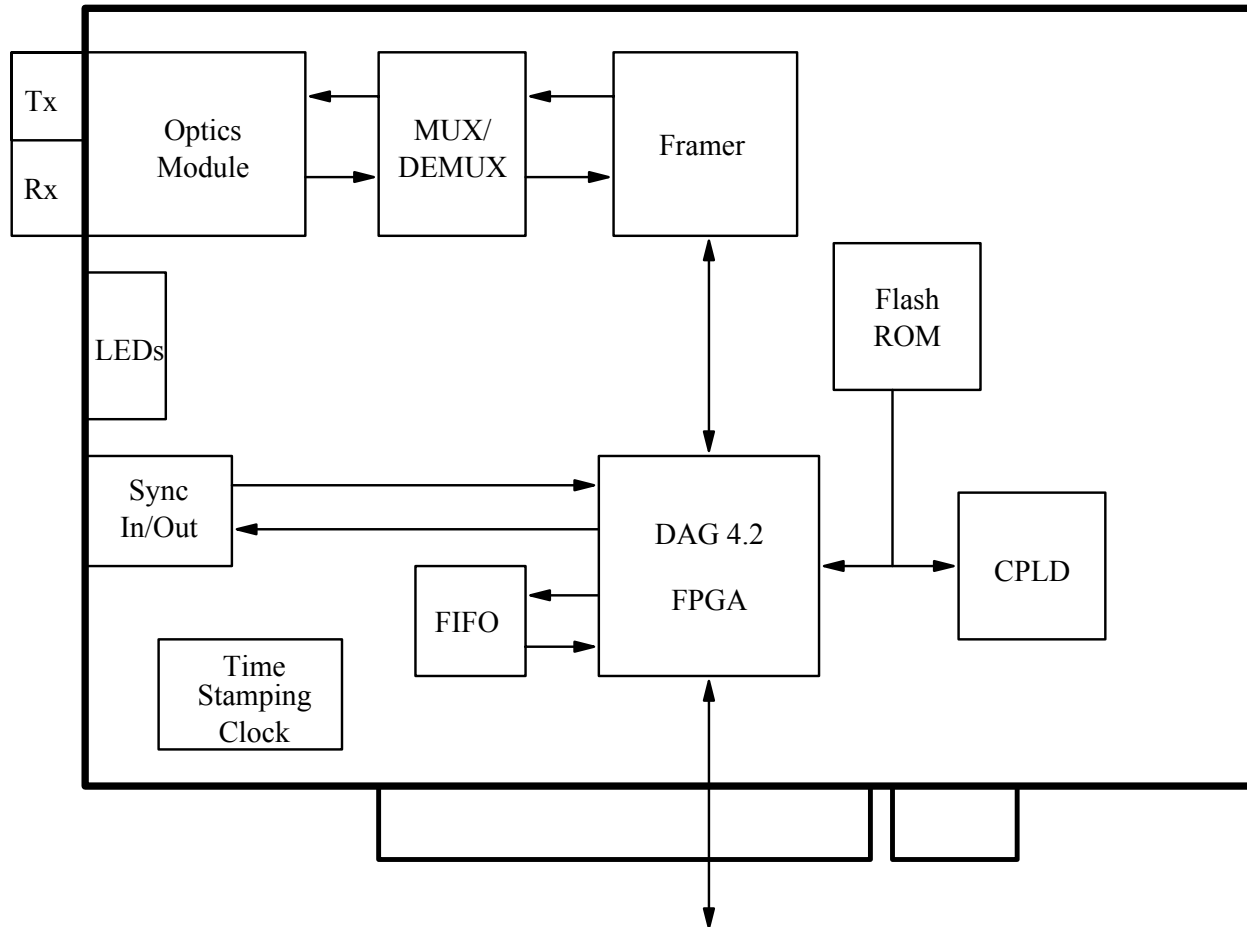 Tx
Optics
Module
Rx
MUX/
DEMUX
Framer
Flash
ROM
LEDs
Sync
In/Out
DAG 4.2
FPGA
CPLD
FIFO
Time
Stamping
Clock